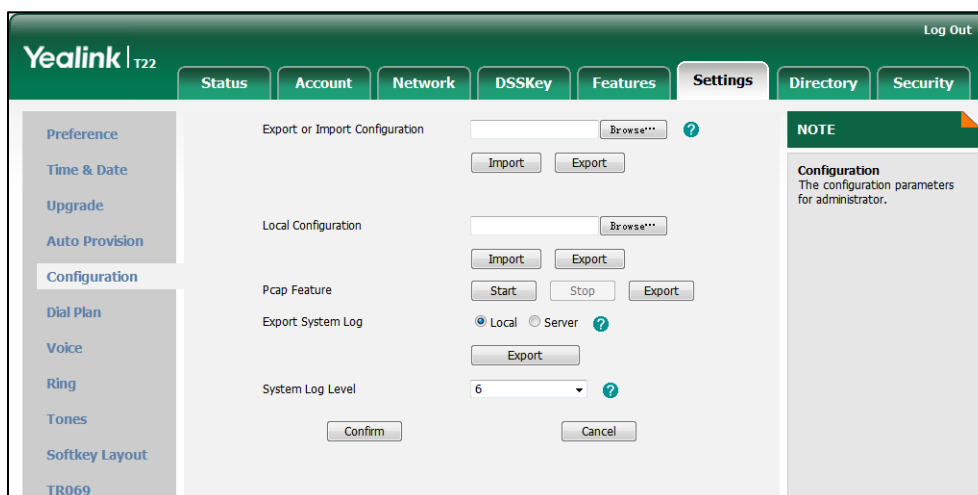 Log Out
Yealink | T22
Status Account Network DSSKey Features Settings Directory Security
Preference
Time & Date
Upgrade
Auto Provision
Configuration
Dial Plan
Voice
Ring
Tones
Softkey Layout
TR069
Export or Import Configuration Browse... ?
Import Export
Local Configuration Browse...
Import Export
Pcap Feature Start Stop Export
Export System Log Local Server ?
Export
System Log Level 6 ?
Confirm Cancel
NOTE
Configuration
The configuration parameters
for administrator.